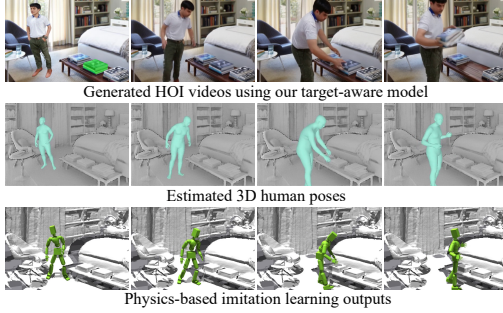 Generated HOI videos using our target-aware model
Estimated 3D human poses
Physics-based imitation learning outputs